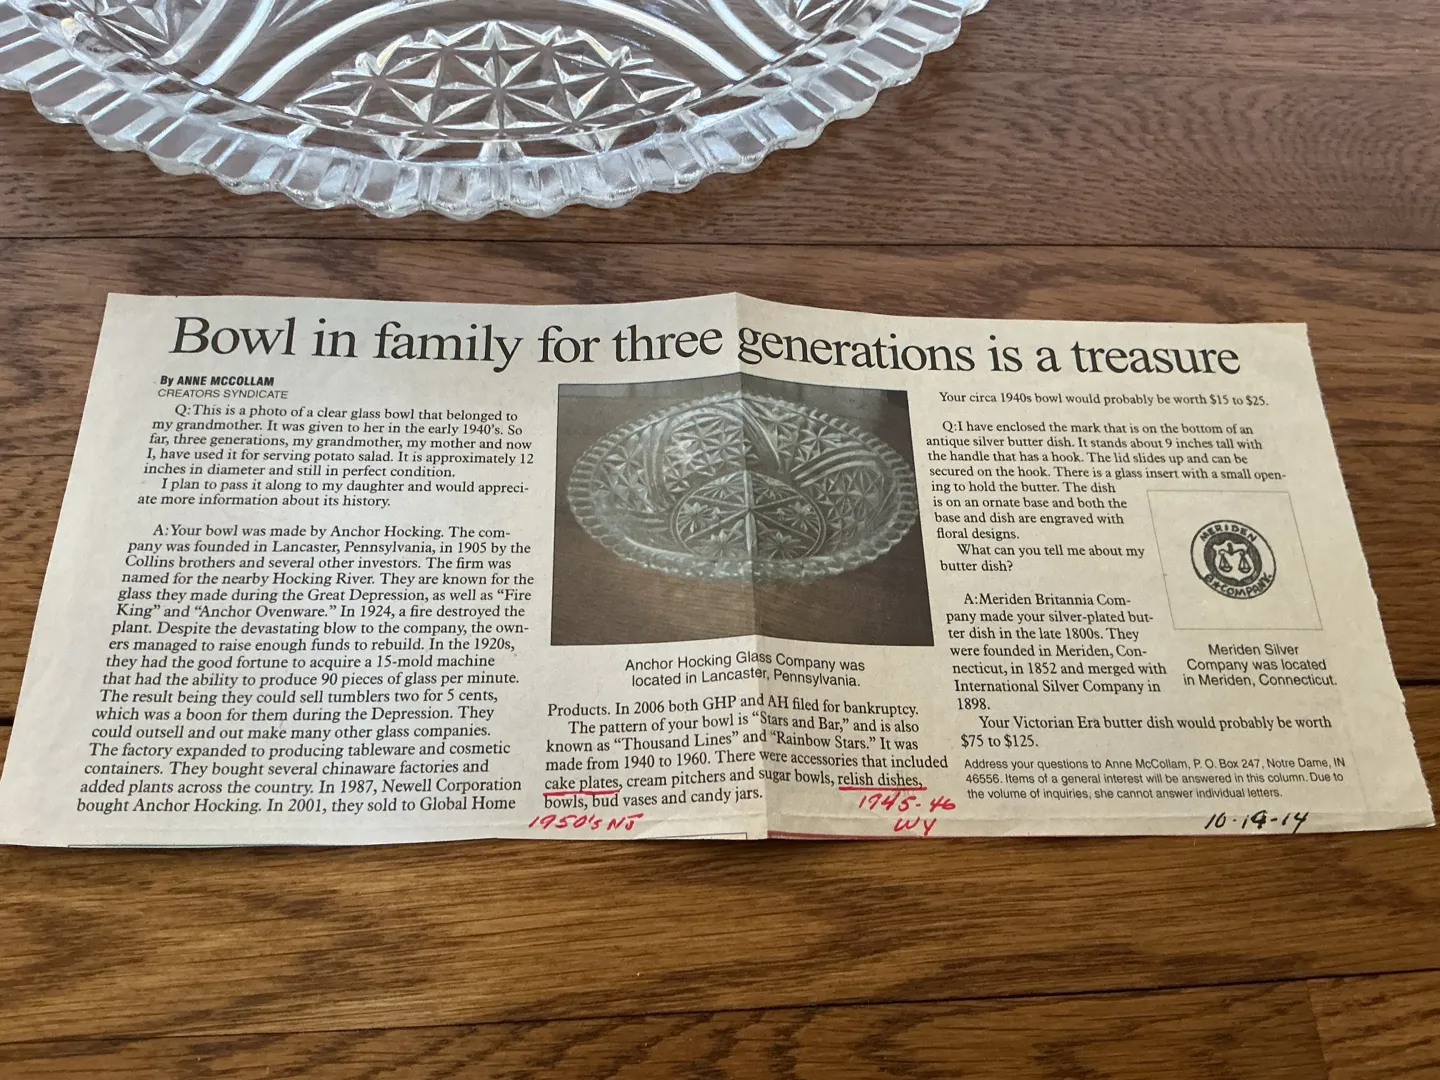 Bowl in family for three generations is a treasure
By ANNE MCCOLLAM
CREATORS SYNDICATE
Q: This is a photo of a clear glass bowl that belonged to
my grandmother. It was given to her in the early 1940's. So
far, three generations, my grandmother, my mother and now
I, have used it for serving potato salad. It is approximately 12
inches in diameter and still in perfect condition.
I plan to pass it along to my daughter and would appreci-
ate more information about its history.
A: Your bowl was made by Anchor Hocking. The com-
pany was founded in Lancaster, Pennsylvania, in 1905 by the
Collins brothers and several other investors. The firm was
named for the nearby Hocking River. They are known for the
glass they made during the Great Depression, as well as "Fire
King" and "Anchor Ovenware." In 1924, a fire destroyed the
plant. Despite the devastating blow to the company, the own-
ers managed to raise enough funds to rebuild. In the 1920s,
they had the good fortune to acquire a 15-mold machine
that had the ability to produce 90 pieces of glass per minute.
The result being they could sell tumblers two for 5 cents,
which was a boon for them during the Depression. They
could outsell and out make many other glass companies.
The factory expanded to producing tableware and cosmetic
containers. They bought several chinaware factories and
added plants across the country. In 1987, Newell Corporation
bought Anchor Hocking. In 2001, they sold to Global Home
Anchor Hocking Glass Company was
located in Lancaster, Pennsylvania.
Products. In 2006 both GHP and AH filed for bankruptcy.
The pattern of your bowl is "Stars and Bar," and is also
known as "Thousand Lines" and "Rainbow Stars." It was
made from 1940 to 1960. There were accessories that included
cake plates, cream pitchers and sugar bowls, relish dishes,
bowls, bud vases and candy jars.
1950's NJ
1945-46
WY
Your circa 1940s bowl would probably be worth $15 to $25.
Q: I have enclosed the mark that is on the bottom of an
antique silver butter dish. It stands about 9 inches tall with
the handle that has a hook. The lid slides up and can be
secured on the hook. There is a glass insert with a small open-
ing to hold the butter. The dish
is on an ornate base and both the
base and dish are engraved with
floral designs.
What can you tell me about my
butter dish?
A: Meriden Britannia Com-
pany made your silver-plated but-
ter dish in the late 1800s. They
were founded in Meriden, Con-
necticut, in 1852 and merged with
International Silver Company in
1898.
Your Victorian Era butter dish would probably be worth
$75 to $125.
MERIDEN
B COMPANY.
Meriden Silver
Company was located
in Meriden, Connecticut.
Address your questions to Anne McCollam, P. O. Box 247, Notre Dame, IN
46556. Items of a general interest will be answered in this column. Due to
the volume of inquiries, she cannot answer individual letters.
10-19-14